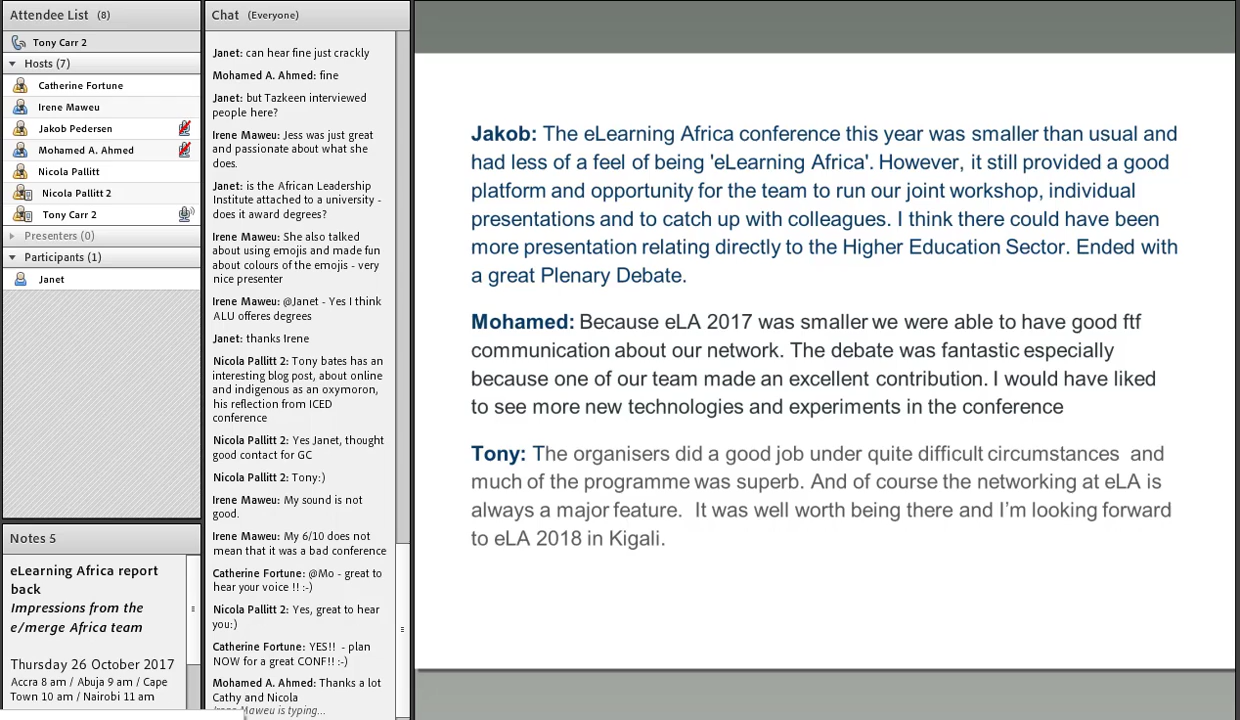 Attendee List (8)
Tony Carr 2
Hosts (7)
Catherine Fortune
Irene Maweu
Jakob Pedersen
Mohamed A. Ahmed
Nicola Pallitt
Nicola Pallitt 2
Tony Carr 2
Presenters (0)
Participants (1)
Janet
Notes 5
eLearning Africa report
back
Impressions from the
e/merge Africa team
Thursday 26 October 2017
Accra 8 am / Abuja 9 am / Cape
Town 10 am / Nairobi 11 am
Chat (Everyone)
Janet: can hear fine just crackly
Mohamed A. Ahmed: fine
Janet: but Tazkeen interviewed
people here?
Irene Maweu: Jess was just great
and passionate about what she
does.
Janet: is the African Leadership
Institute attached to a university -
does it award degrees?
Irene Maweu: She also talked
about using emojis and made fun
about colours of the emojis - very
nice presenter
Irene Maweu: @Janet - Yes I think
ALU offeres degrees
Janet: thanks Irene
Nicola Pallitt 2: Tony bates has an
interesting blog post, about online
and indigenous as an oxymoron,
his reflection from ICED
conference
Nicola Pallitt 2: Yes Janet, thought
good contact for GC
Nicola Pallitt 2: Tony:)
Irene Maweu: My sound is not
good.
Irene Maweu: My 6/10 does not
mean that it was a bad conference
Catherine Fortune: @Mo - great to
hear your voice !! :-)
Nicola Pallitt 2: Yes, great to hear
you:)
Catherine Fortune: YES!! - plan
NOW for a great CONF!! :-)
Mohamed A. Ahmed: Thanks a lot
Cathy and Nicola
Irene Maweu is typing...
Jakob: The eLearning Africa conference this year was smaller than usual and
had less of a feel of being 'eLearning Africa'. However, it still provided a good
platform and opportunity for the team to run our joint workshop, individual
presentations and to catch up with colleagues. I think there could have been
more presentation relating directly to the Higher Education Sector. Ended with
a great Plenary Debate.
Mohamed: Because eLA 2017 was smaller we were able to have good ftf
communication about our network. The debate was fantastic especially
because one of our team made an excellent contribution. I would have liked
to see more new technologies and experiments in the conference
Tony: The organisers did a good job under quite difficult circumstances and
much of the programme was superb. And of course the networking at eLA is
always a major feature. It was well worth being there and I'm looking forward
to eLA 2018 in Kigali.